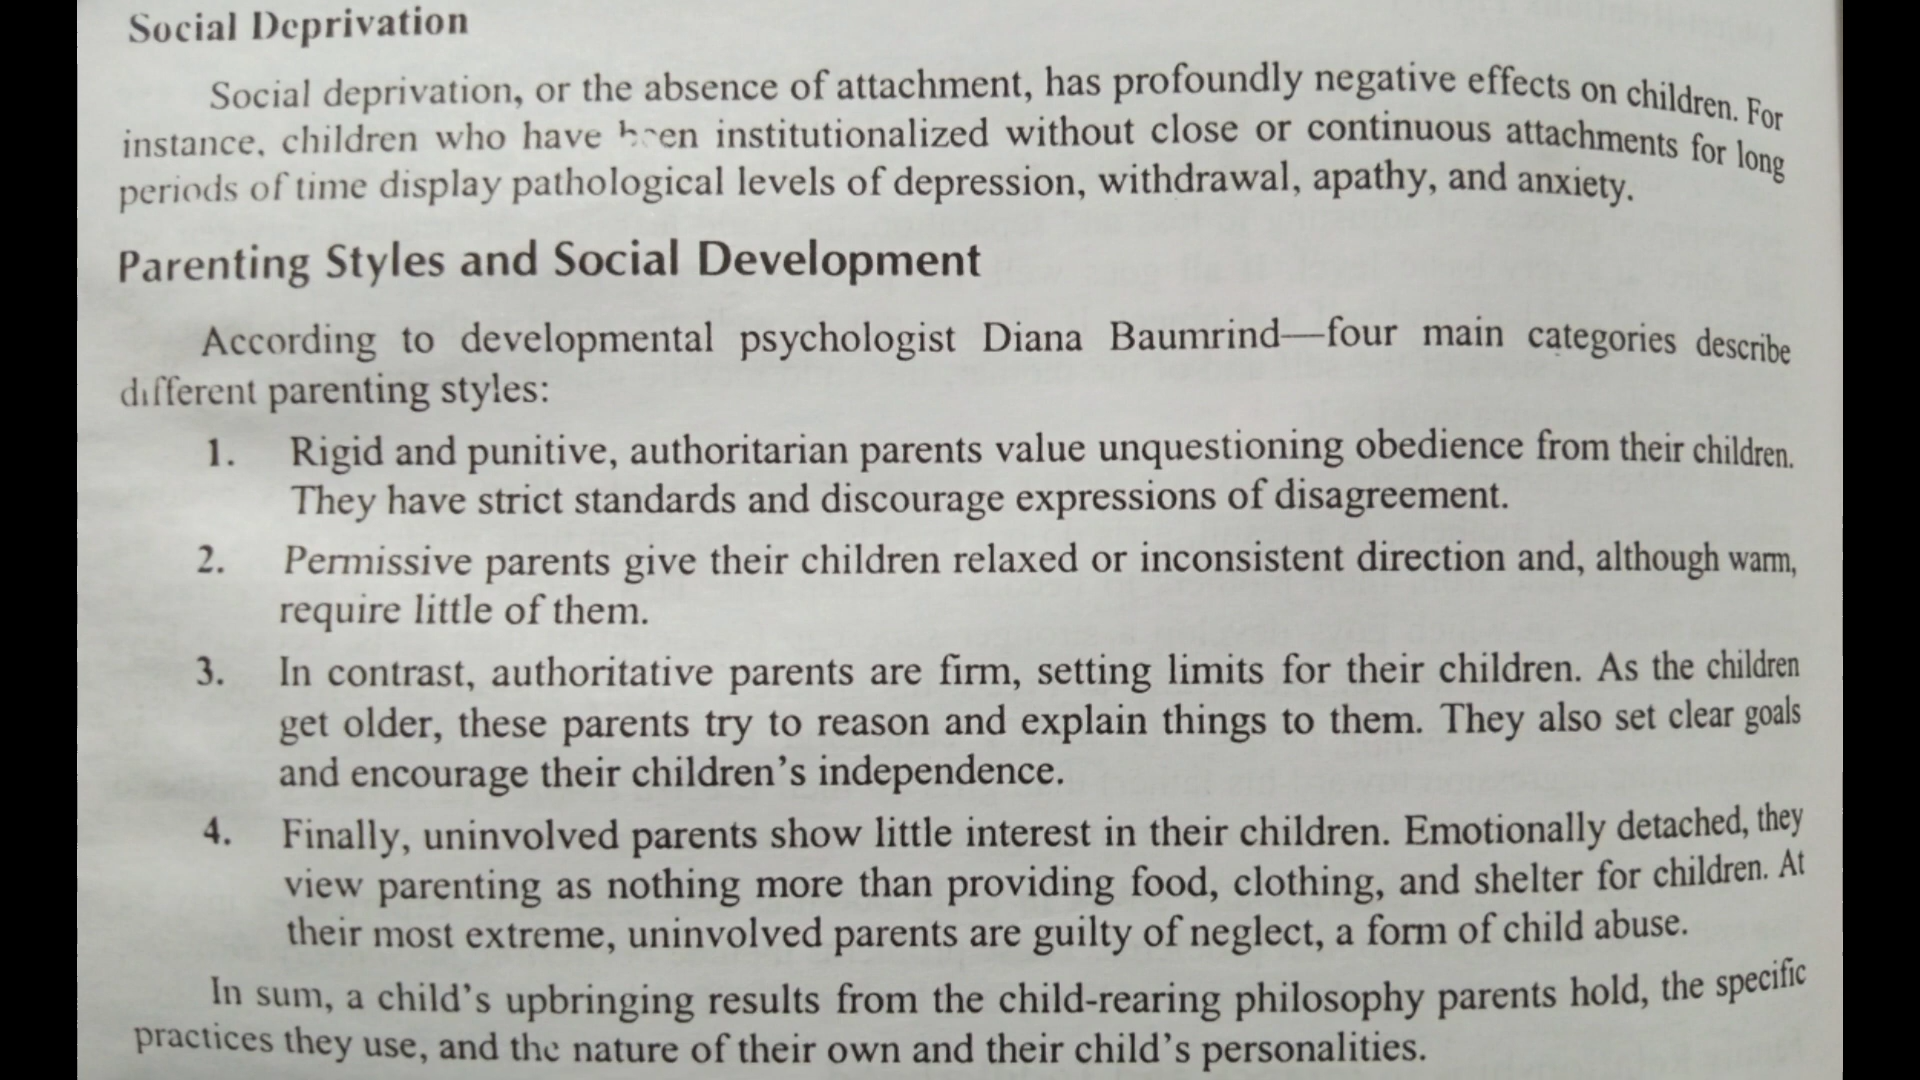 Social Deprivation
Social deprivation, or the absence of attachment, has profoundly negative effects on children. For
instance, children who have been institutionalized without close or continuous attachments for long
periods of time display pathological levels of depression, withdrawal, apathy, and anxiety.
Parenting Styles and Social Development
According to developmental psychologist Diana Baumrind—four main categories describe
different parenting styles:
1. Rigid and punitive, authoritarian parents value unquestioning obedience from their children.
They have strict standards and discourage expressions of disagreement.
2. Permissive parents give their children relaxed or inconsistent direction and, although warm,
require little of them.
3. In contrast, authoritative parents are firm, setting limits for their children. As the children
get older, these parents try to reason and explain things to them. They also set clear goals
and encourage their children's independence.
4. Finally, uninvolved parents show little interest in their children. Emotionally detached, they
view parenting as nothing more than providing food, clothing, and shelter for children. At
their most extreme, uninvolved parents are guilty of neglect, a form of child abuse.
In sum, a child's upbringing results from the child-rearing philosophy parents hold, the specific
practices they use, and the nature of their own and their child's personalities.